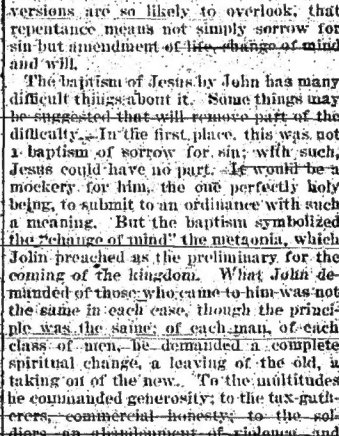 versions are so likely to overlook, that
repentance means not simply sorrow for
sin but amendment of life, change of mind
and will.
The baptism of Jesus by John has many
difficult things about it. Some things may
be suggested that will remove part of the
difficulty. In the first place, this was not
a baptism of sorrow for sin; with such,
Jesus could have no part. It would be a
mockery for him, the one perfectly holy
being, to submit to an ordinance with such
a meaning. But the baptism symbolized
the "change of mind" the metaonia, which
John preached as the preliminary for the
coming of the kingdom. What John de-
manded of those who came to him was not
the same in each case, though the princi-
ple was the same; of each man, of each
class of men, he demanded a complete
spiritual change, a leaving of the old, a
taking on of the new. To the multitudes
he commanded generosity; to the tax-gath-
erers, commercial honesty; to the sol-
diers an abandonment of violence and